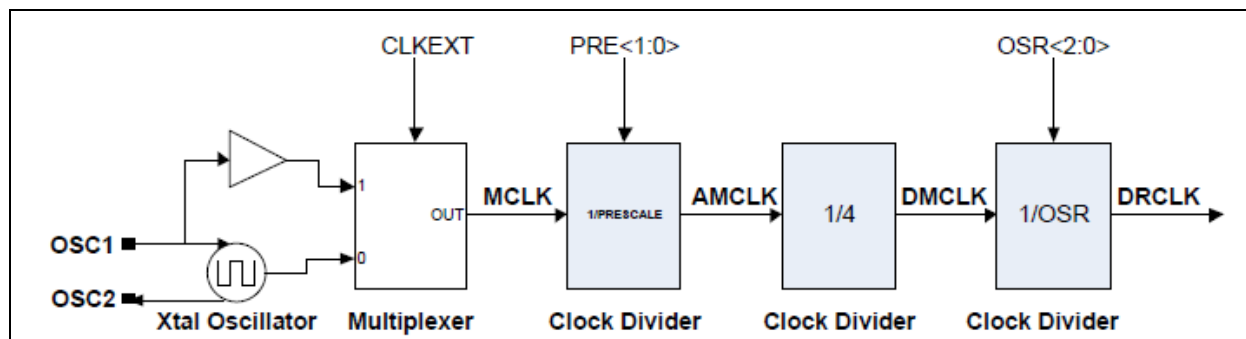 CLKEXT PRE<1:0> OSR<2:0>
1
MCLK AMCLK DMCLK DRCLK
OUT 1/PRESCALE 1/4 1/OSR
OSC1
0
OSC2
Xtal Oscillator Multiplexer Clock Divider Clock Divider Clock Divider